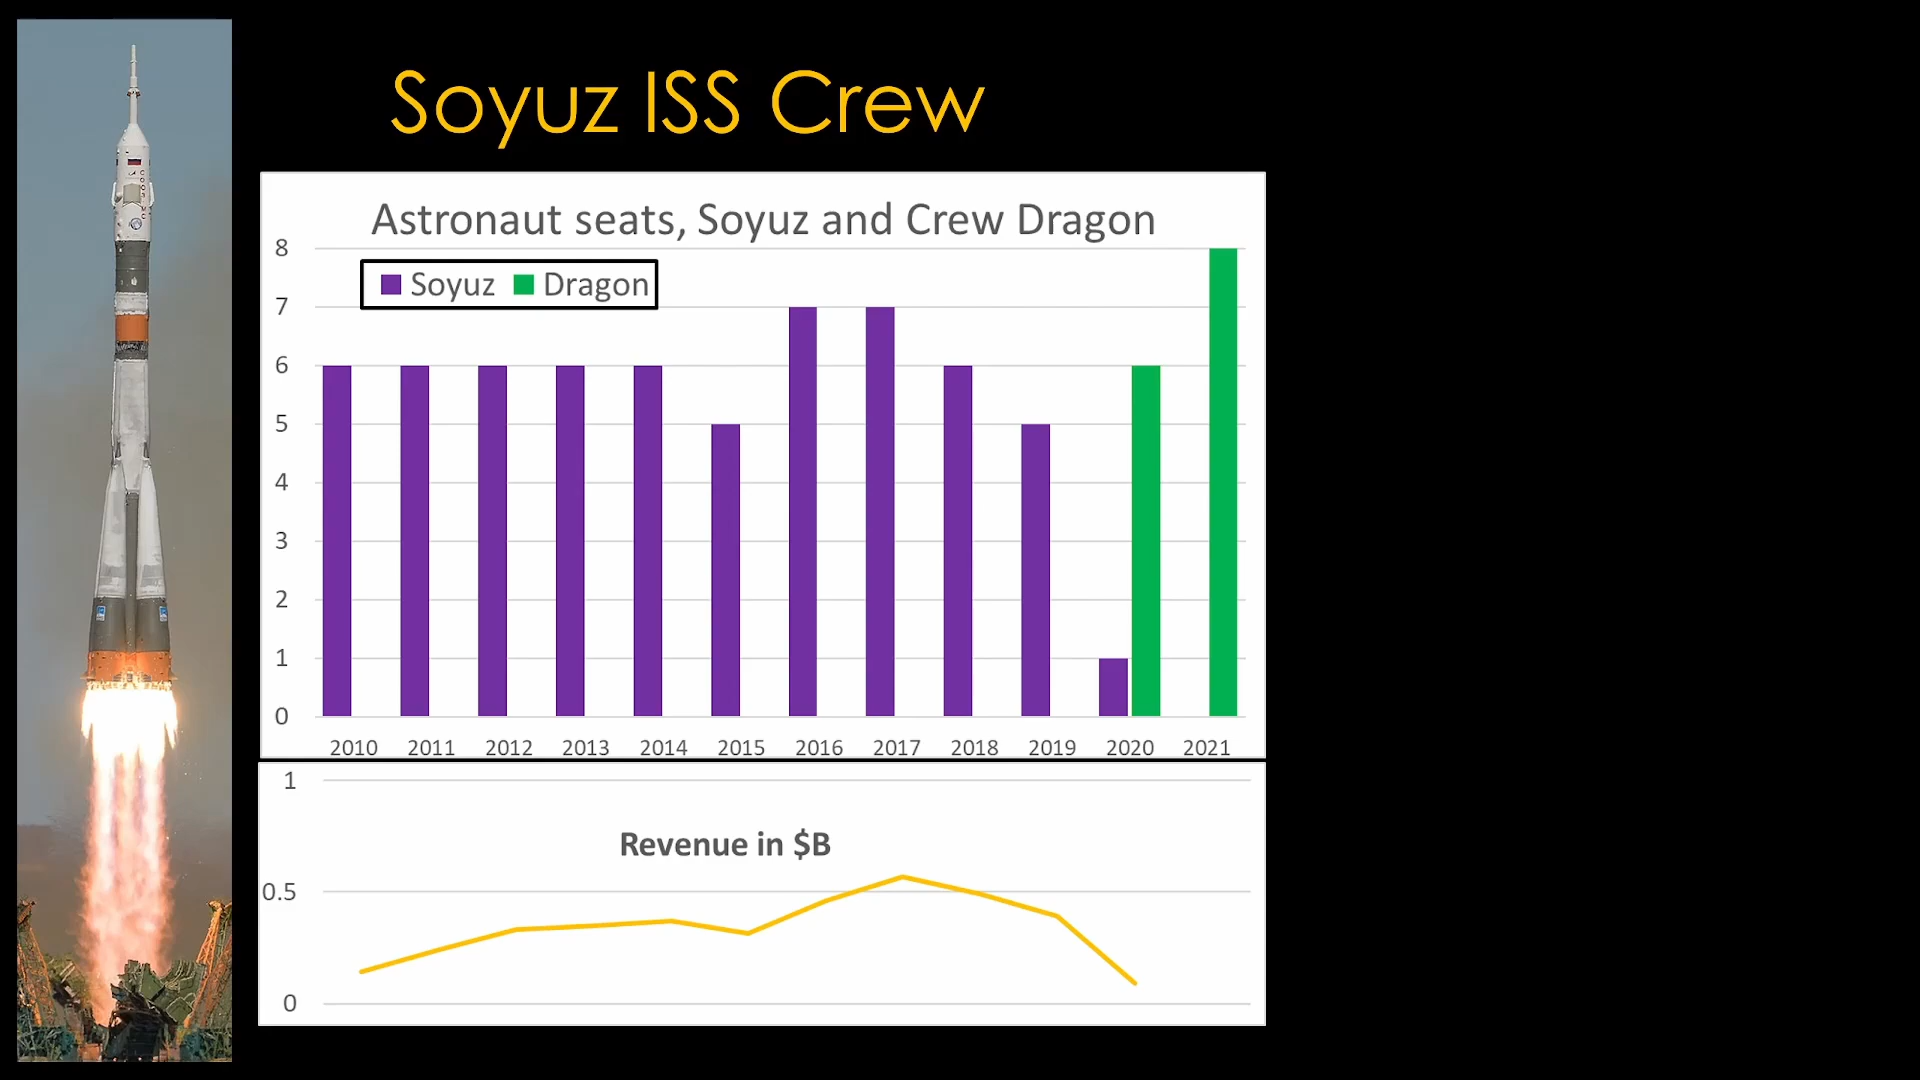 Soyuz ISS Crew
Astronaut seats, Soyuz and Crew Dragon
Soyuz Dragon
8
7
6
5
4
3
2
1
0
2010 2011 2012 2013 2014 2015 2016 2017 2018 2019 2020 2021
1
Revenue in $B
0.5
0